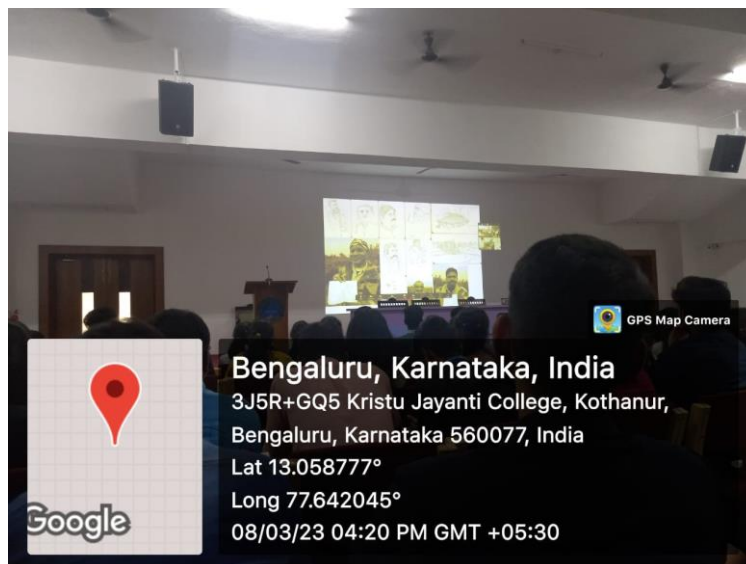 GPS Map Camera
Bengaluru, Karnataka, India
3J5R+GQ5 Kristu Jayanti College, Kothanur,
Bengaluru, Karnataka 560077, India
Lat 13.058777°
Long 77.642045°
08/03/23 04:20 PM GMT +05:30
Google